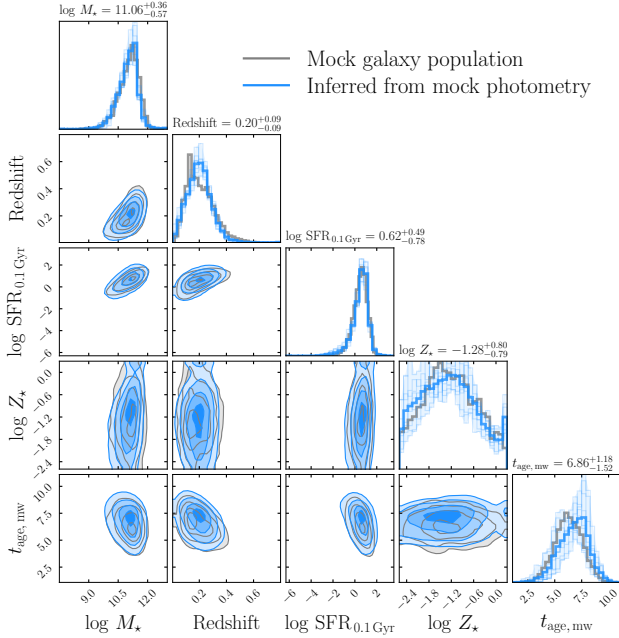 log M⋆ = 11.06+0.36−0.57
Mock galaxy population
Inferred from mock photometry
Redshift = 0.20+0.09−0.09
Redshift
0.6
0.4
0.2
log SFR0.1 Gyr = 0.62+0.49−0.78
log SFR0.1 Gyr
2
0
−2
−4
−6
log Z⋆ = −1.28+0.80−0.79
log Z⋆
0.0
−0.6
−1.2
−1.8
−2.4
tage, mw = 6.86+1.18−1.52
tage, mw
10.0
7.5
5.0
2.5
9.0 10.5 12.0 0.2 0.4 0.6 −6 −4 −2 0 2 −2.4 −1.8 −1.2 −0.6 0.0 2.5 5.0 7.5 10.0
log M⋆ Redshift log SFR0.1 Gyr log Z⋆ tage, mw